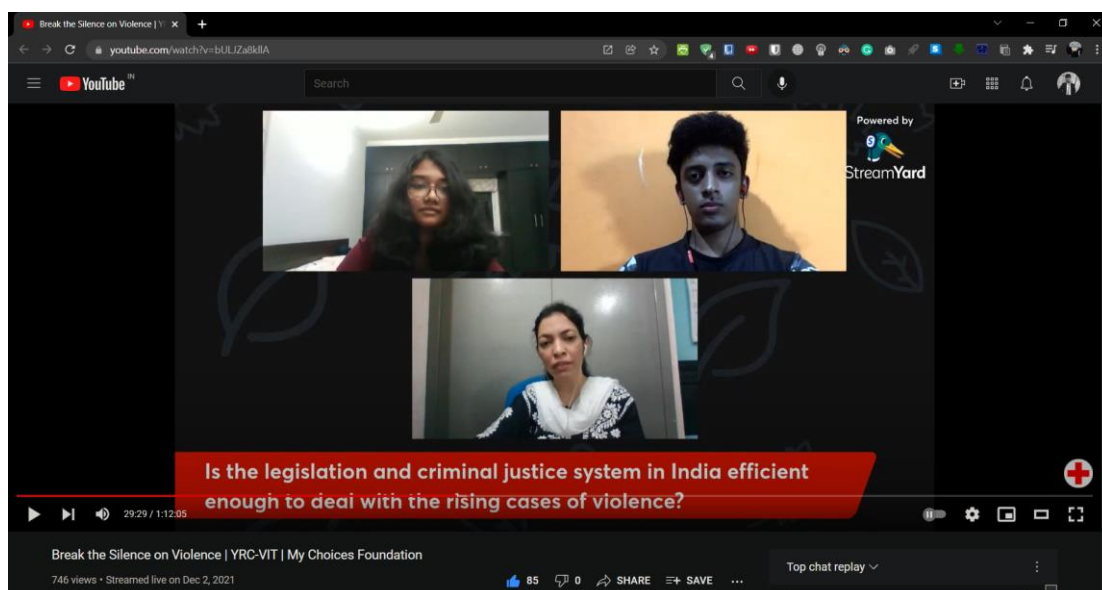 Break the Silence on Violence | Y
youtube.com/watch?v=bULJZa8kllA
YouTube IN
Search
Powered by
StreamYard
Is the legislation and criminal justice system in India efficient
enough to deal with the rising cases of violence?
29:29 / 1:12:05
Break the Silence on Violence | YRC-VIT | My Choices Foundation
746 views • Streamed live on Dec 2, 2021
85
0
SHARE
SAVE
Top chat replay